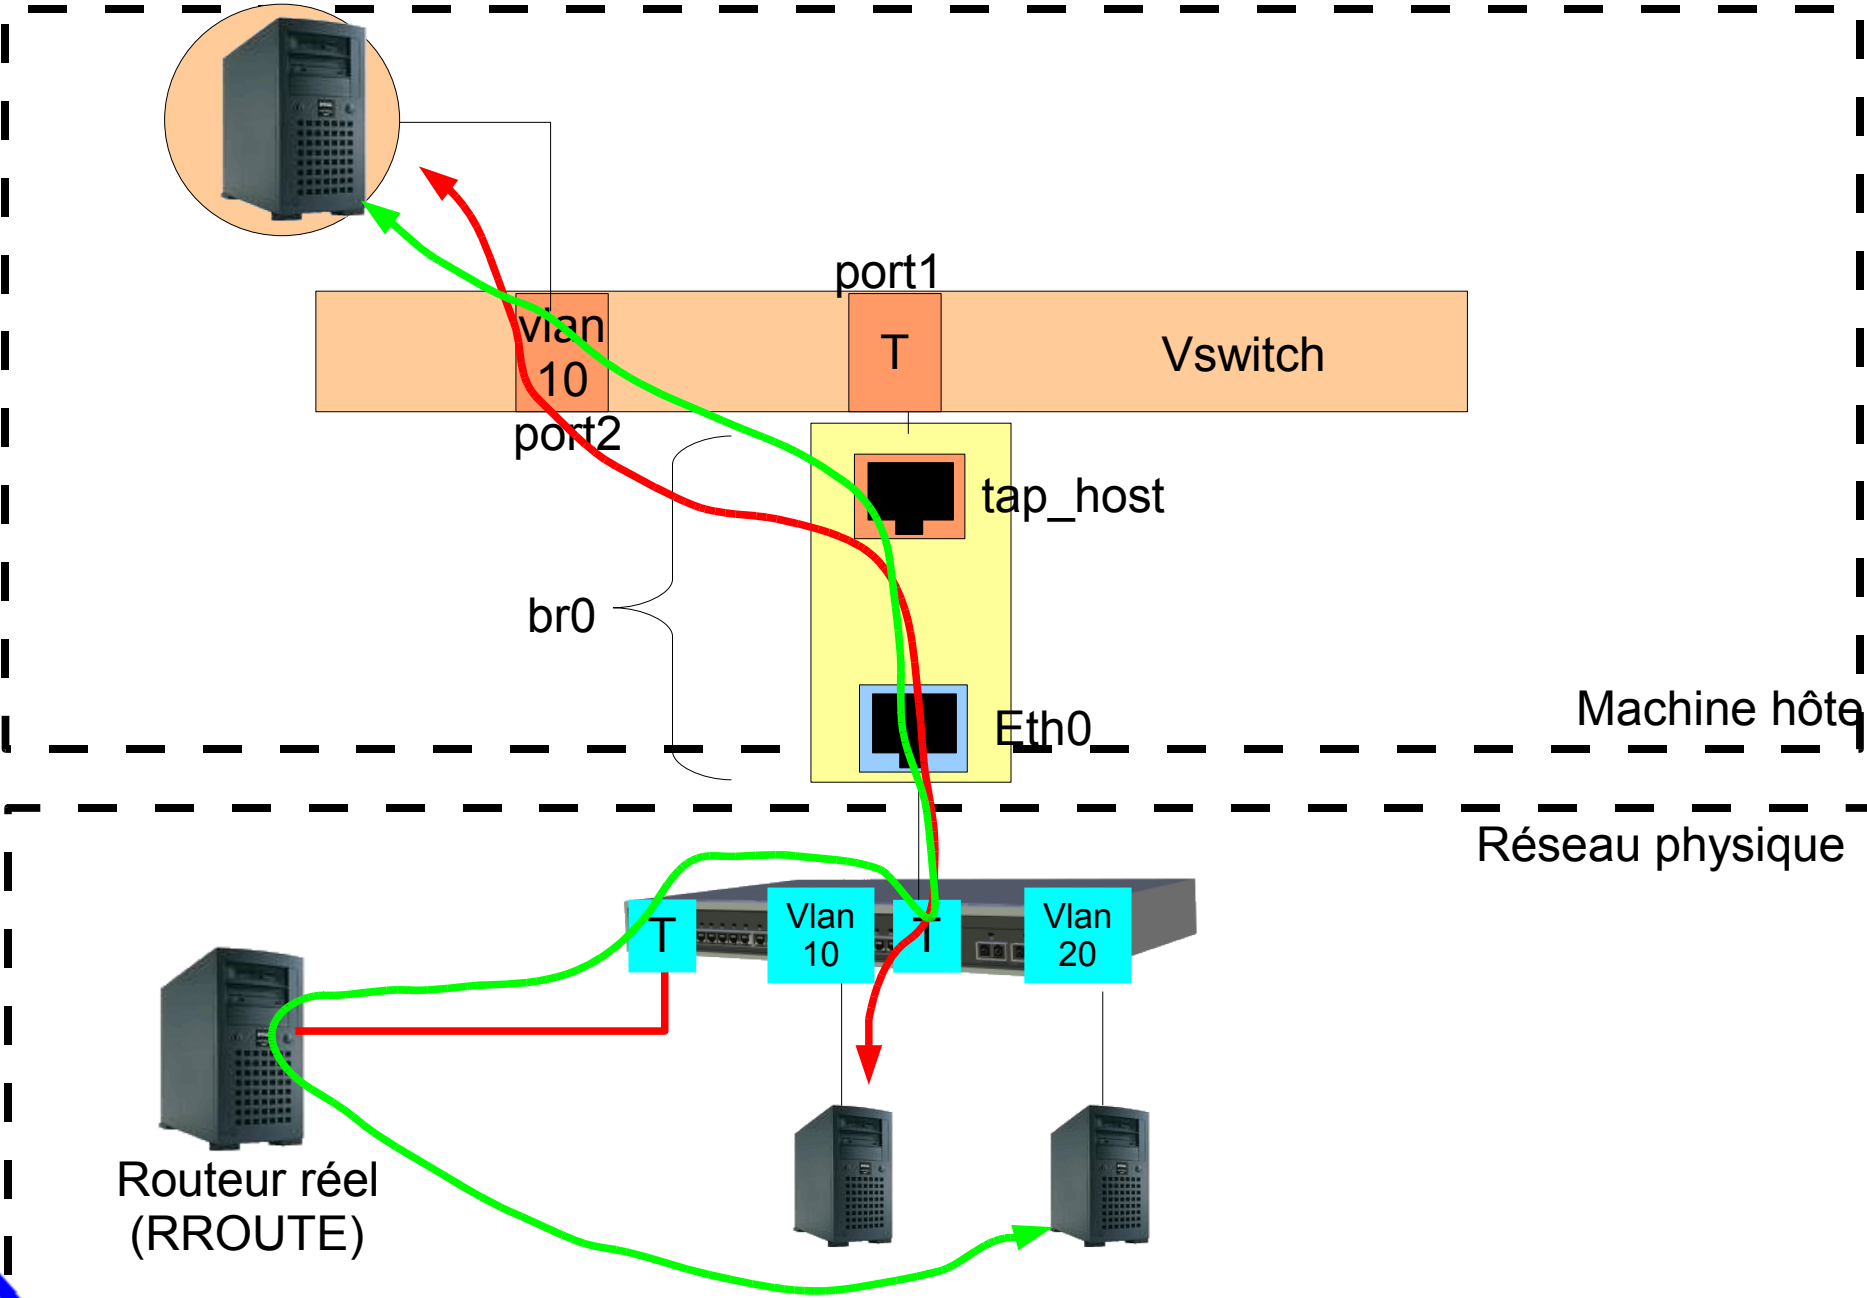 port1
vlan
10
T
Vswitch
port2
tap_host
br0
Eth0
Machine hôte
Réseau physique
T
Vlan
10
T
Vlan
20
Routeur réel
(RROUTE)